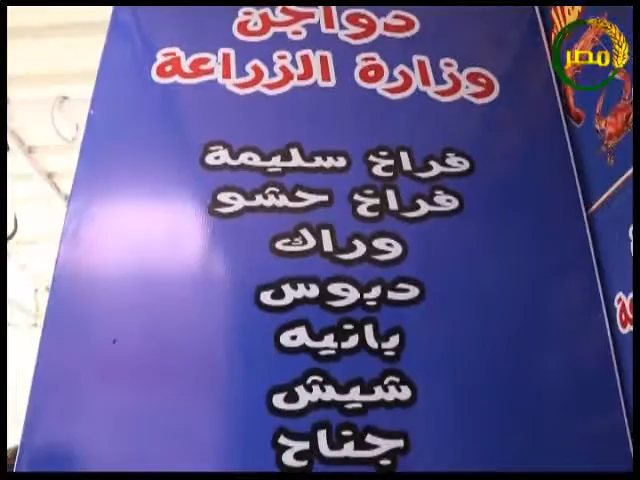 مصر
دواجن
وزارة الزراعة
فراخ سليمة
فراخ حشو
وراك
دبوس
بانيه
شيش
جناح